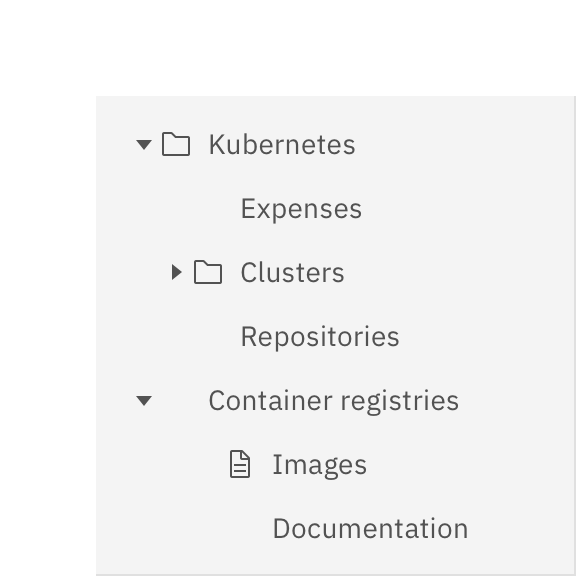 Kubernetes
Expenses
Clusters
Repositories
Container registries
Images
Documentation